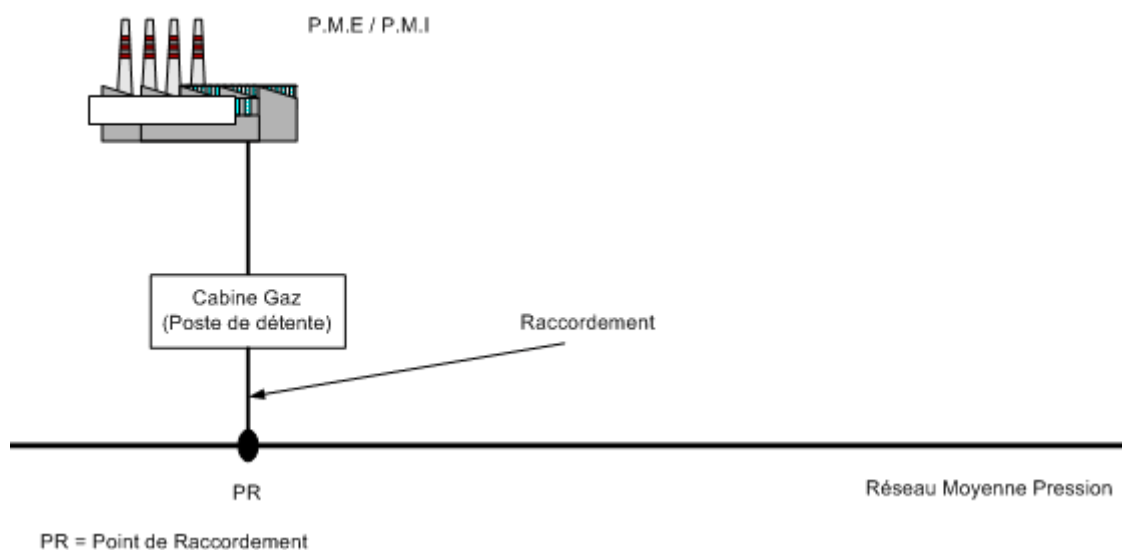 P.M.E / P.M.I
Cabine Gaz
(Poste de détente)
Raccordement
PR
Réseau Moyenne Pression
PR = Point de Raccordement